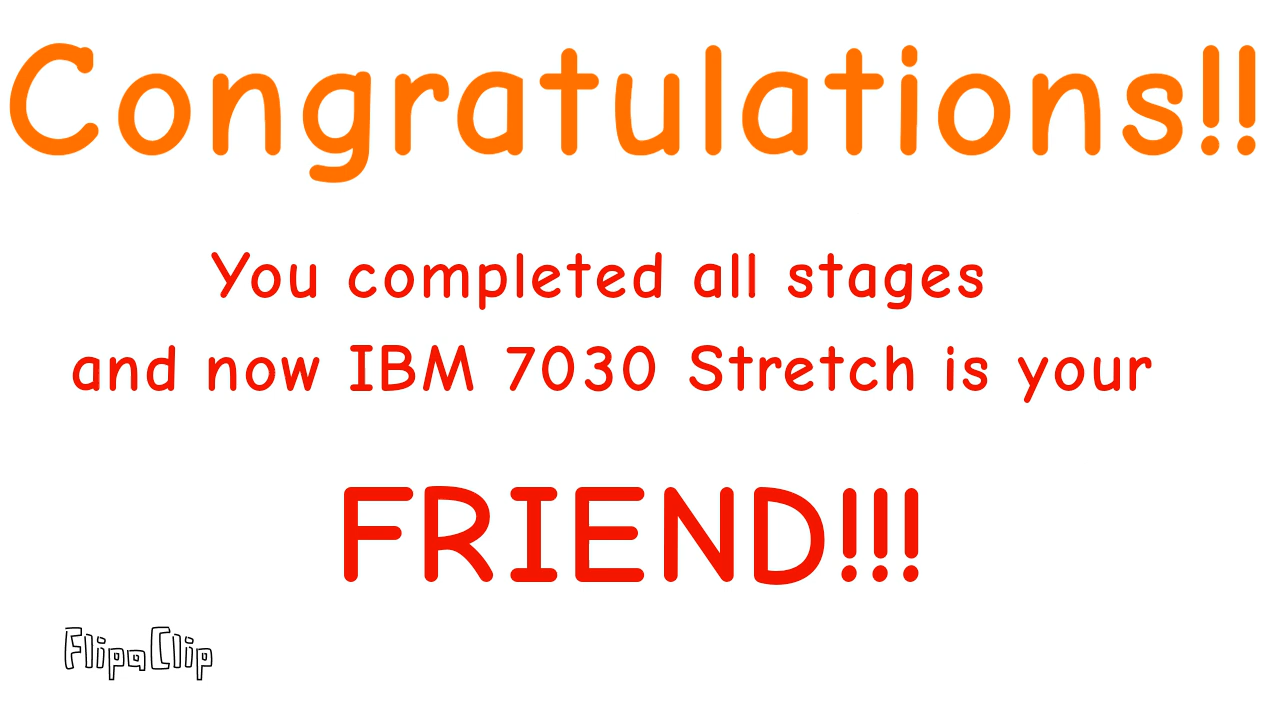 Congratulations!!
You completed all stages
and now IBM 7030 Stretch is your
FRIEND!!!
FlipaClip